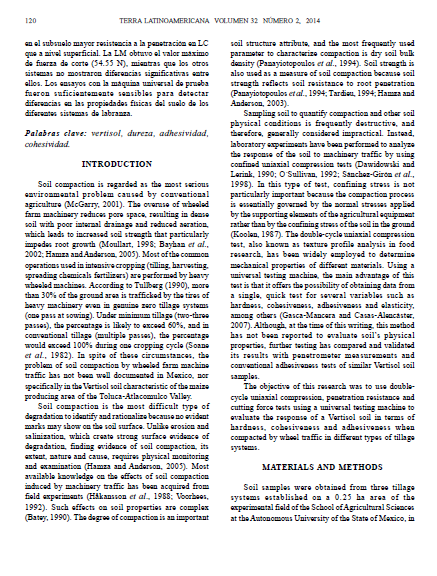 120
TERRA LATINOAMERICANA VOLUMEN 32 NÚMERO 2, 2014
en el subsuelo mayor resistencia a la penetración en LC
que a nivel superficial. La LM obtuvo el valor máximo
de fuerza de corte (54.55 N), mientras que los otros
sistemas no mostraron diferencias significativas entre
ellos. Los ensayos con la máquina universal de prueba
fueron suficientemente sensibles para detectar
diferencias en las propiedades físicas del suelo de los
diferentes sistemas de labranza.
Palabras clave: vertisol, dureza, adhesividad,
cohesividad.
INTRODUCTION
Soil compaction is regarded as the most serious
environmental problem caused by conventional
agriculture (McGarry, 2001). The overuse of wheeled
farm machinery reduces pore space, resulting in dense
soil with poor internal drainage and reduced aeration,
which leads to increased soil strength that particularly
impedes root growth (Moullart, 1998; Bayhan et al.,
2002; Hamza and Anderson, 2005). Most of the common
operations used in intensive cropping (tilling, harvesting,
spreading chemicals fertilizers) are performed by heavy
wheeled machines. According to Tullberg (1990), more
than 30% of the ground area is trafficked by the tires of
heavy machinery even in genuine zero tillage systems
(one pass at sowing). Under minimum tillage (two-three
passes), the percentage is likely to exceed 60%, and in
conventional tillage (multiple passes), the percentage
would exceed 100% during one cropping cycle (Soane
et al., 1982). In spite of these circumstances, the
problem of soil compaction by wheeled farm machine
traffic has not been well documented in Mexico, nor
specifically in the Vertisol soil characteristic of the maize
producing area of the Toluca-Atlacomulco Valley.
Soil compaction is the most difficult type of
degradation to identify and rationalize because no evident
marks may show on the soil surface. Unlike erosion and
salinization, which create strong surface evidence of
degradation, finding evidence of soil compaction, its
extent, nature and cause, requires physical monitoring
and examination (Hamza and Anderson, 2005). Most
available knowledge on the effects of soil compaction
induced by machinery traffic has been acquired from
field experiments (Håkansson et al., 1988; Voorhees,
1992). Such effects on soil properties are complex
(Batey, 1990). The degree of compaction is an important
soil structure attribute, and the most frequently used
parameter to characterize compaction is dry soil bulk
density (Panayiotopoulos et al., 1994). Soil strength is
also used as a measure of soil compaction because soil
strength reflects soil resistance to root penetration
(Panayiotopoulos et al., 1994; Tardieu, 1994; Hamza and
Anderson, 2003).
Sampling soil to quantify compaction and other soil
physical conditions is frequently destructive, and
therefore, generally considered impractical. Instead,
laboratory experiments have been performed to analyze
the response of the soil to machinery traffic by using
confined uniaxial compression tests (Dawidowski and
Lerink, 1990; O'Sullivan, 1992; Sánchez-Giron et al.,
1998). In this type of test, confining stress is not
particularly important because the compaction process
is essentially governed by the normal stresses applied
by the supporting elements of the agricultural equipment
rather than by the confining stress of the soil in the ground
(Koolen, 1987). The double-cycle uniaxial compression
test, also known as texture profile analysis in food
research, has been widely employed to determine
mechanical properties of different materials. Using a
universal testing machine, the main advantage of this
test is that it offers the possibility of obtaining data from
a single, quick test for several variables such as
hardness, cohesiveness, adhesiveness and elasticity,
among others (Gasca-Mancera and Casas-Alencáster,
2007). Although, at the time of writing, this method
has not been reported to evaluate soil's physical
properties, further testing has compared and validated
its results with penetrometer measurements and
conventional adhesiveness tests of similar Vertisol soil
samples.
The objective of this research was to use double-
cycle uniaxial compression, penetration resistance and
cutting force tests using a universal testing machine to
evaluate the response of a Vertisol soil in terms of
hardness, cohesiveness and adhesiveness when
compacted by wheel traffic in different types of tillage
systems.
MATERIALS AND METHODS
Soil samples were obtained from three tillage
systems established on a 0.25 ha area of the
experimental field of the School of Agricultural Sciences
at the Autonomous University of the State of Mexico, in